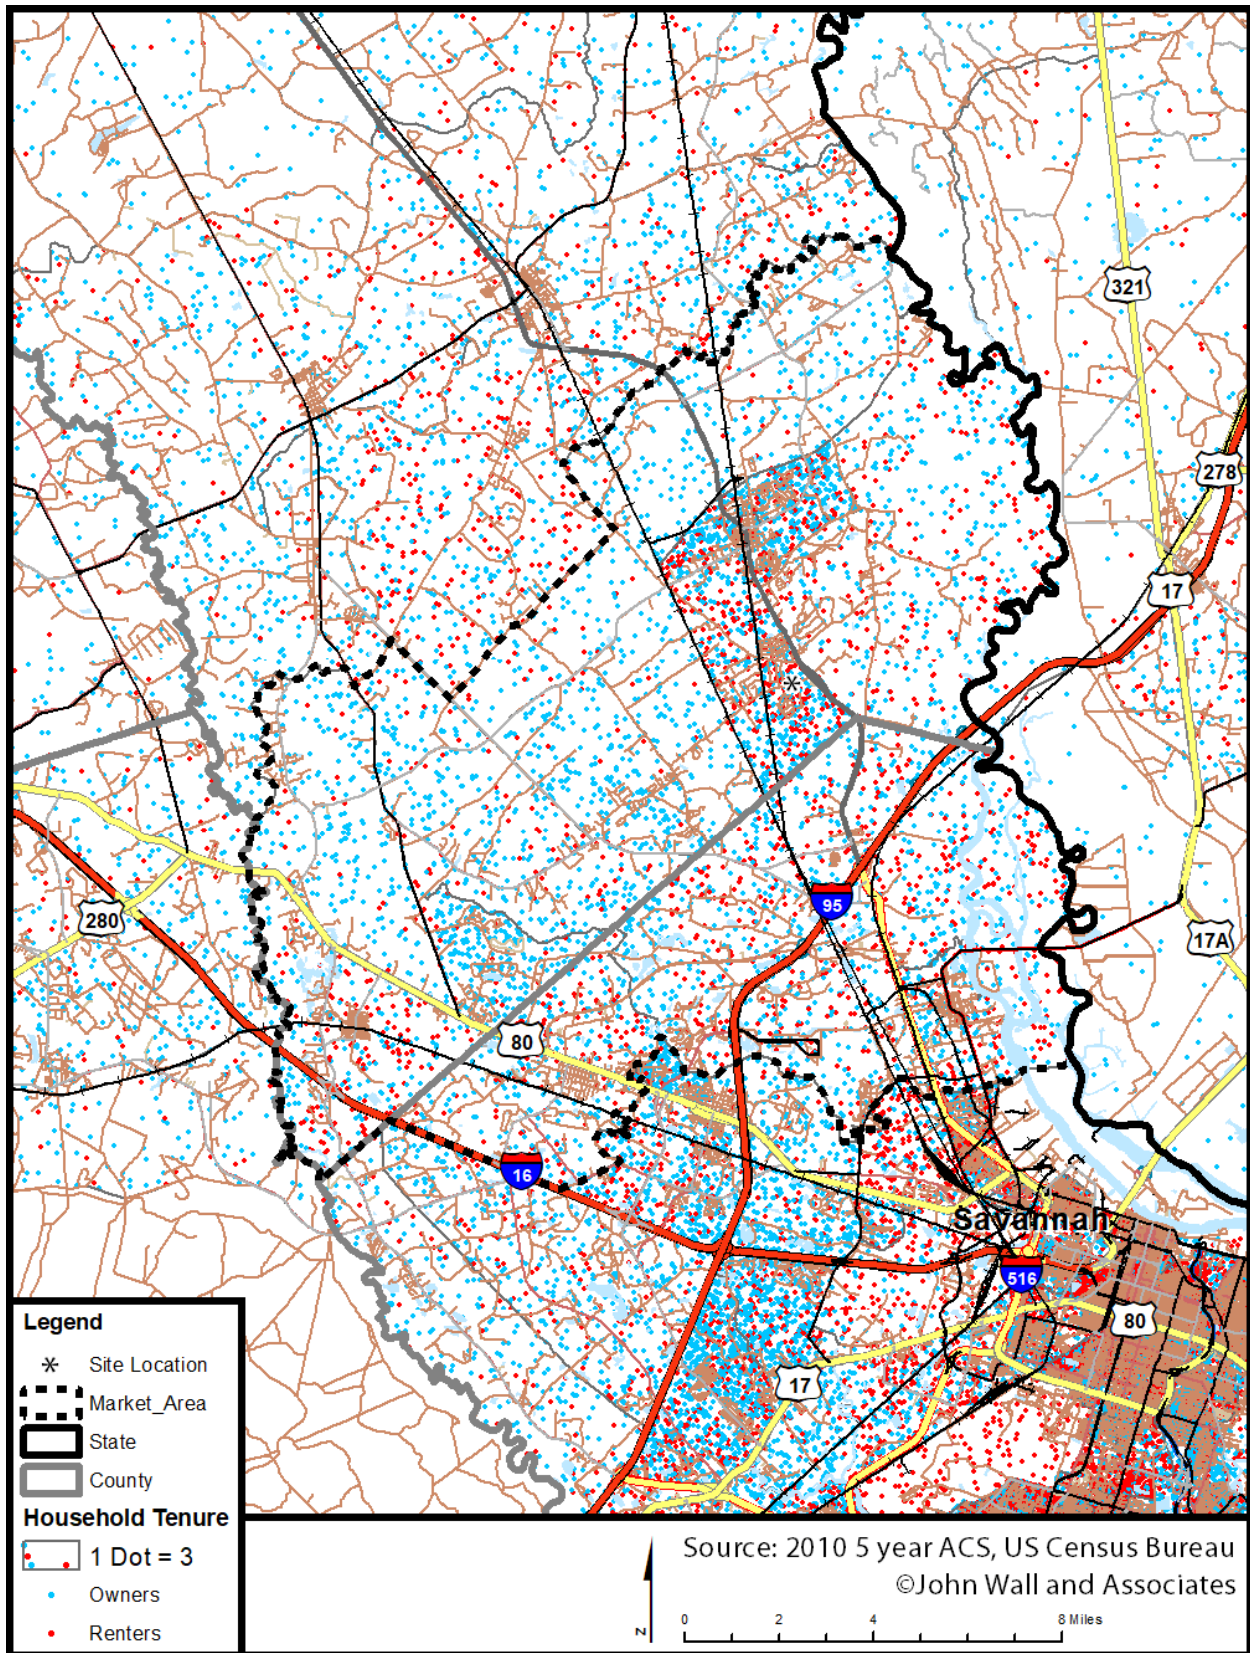 321
278
17
95
280
17A
80
16
Savannah
516
80
17
Legend
Site Location
Market_Area
State
County
Household Tenure
1 Dot = 3
Owners
Renters
Source: 2010 5 year ACS, US Census Bureau
©John Wall and Associates
0 2 4 8 Miles
N